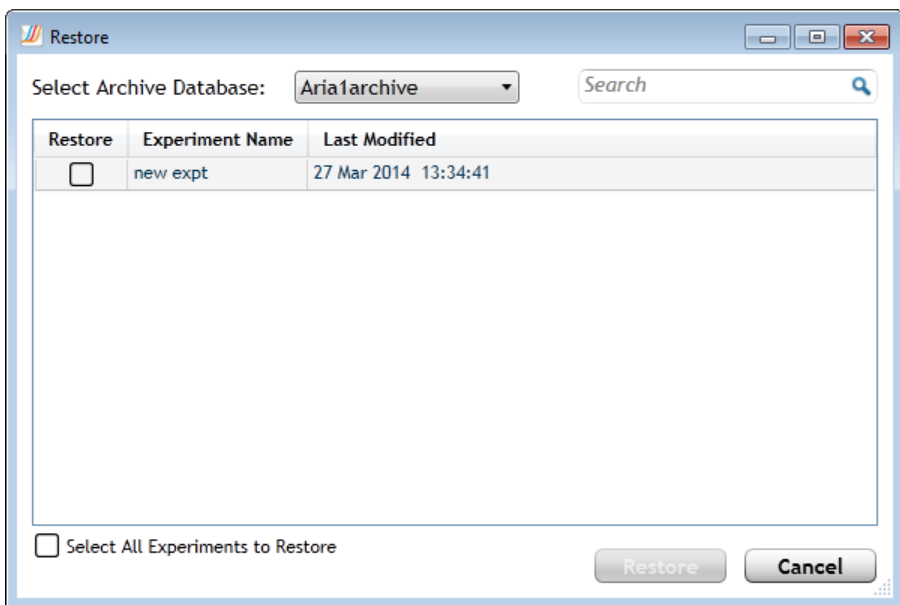 Restore
Select Archive Database: Aria1archive Search
Restore Experiment Name Last Modified
new expt 27 Mar 2014 13:34:41
Select All Experiments to Restore
Restore Cancel